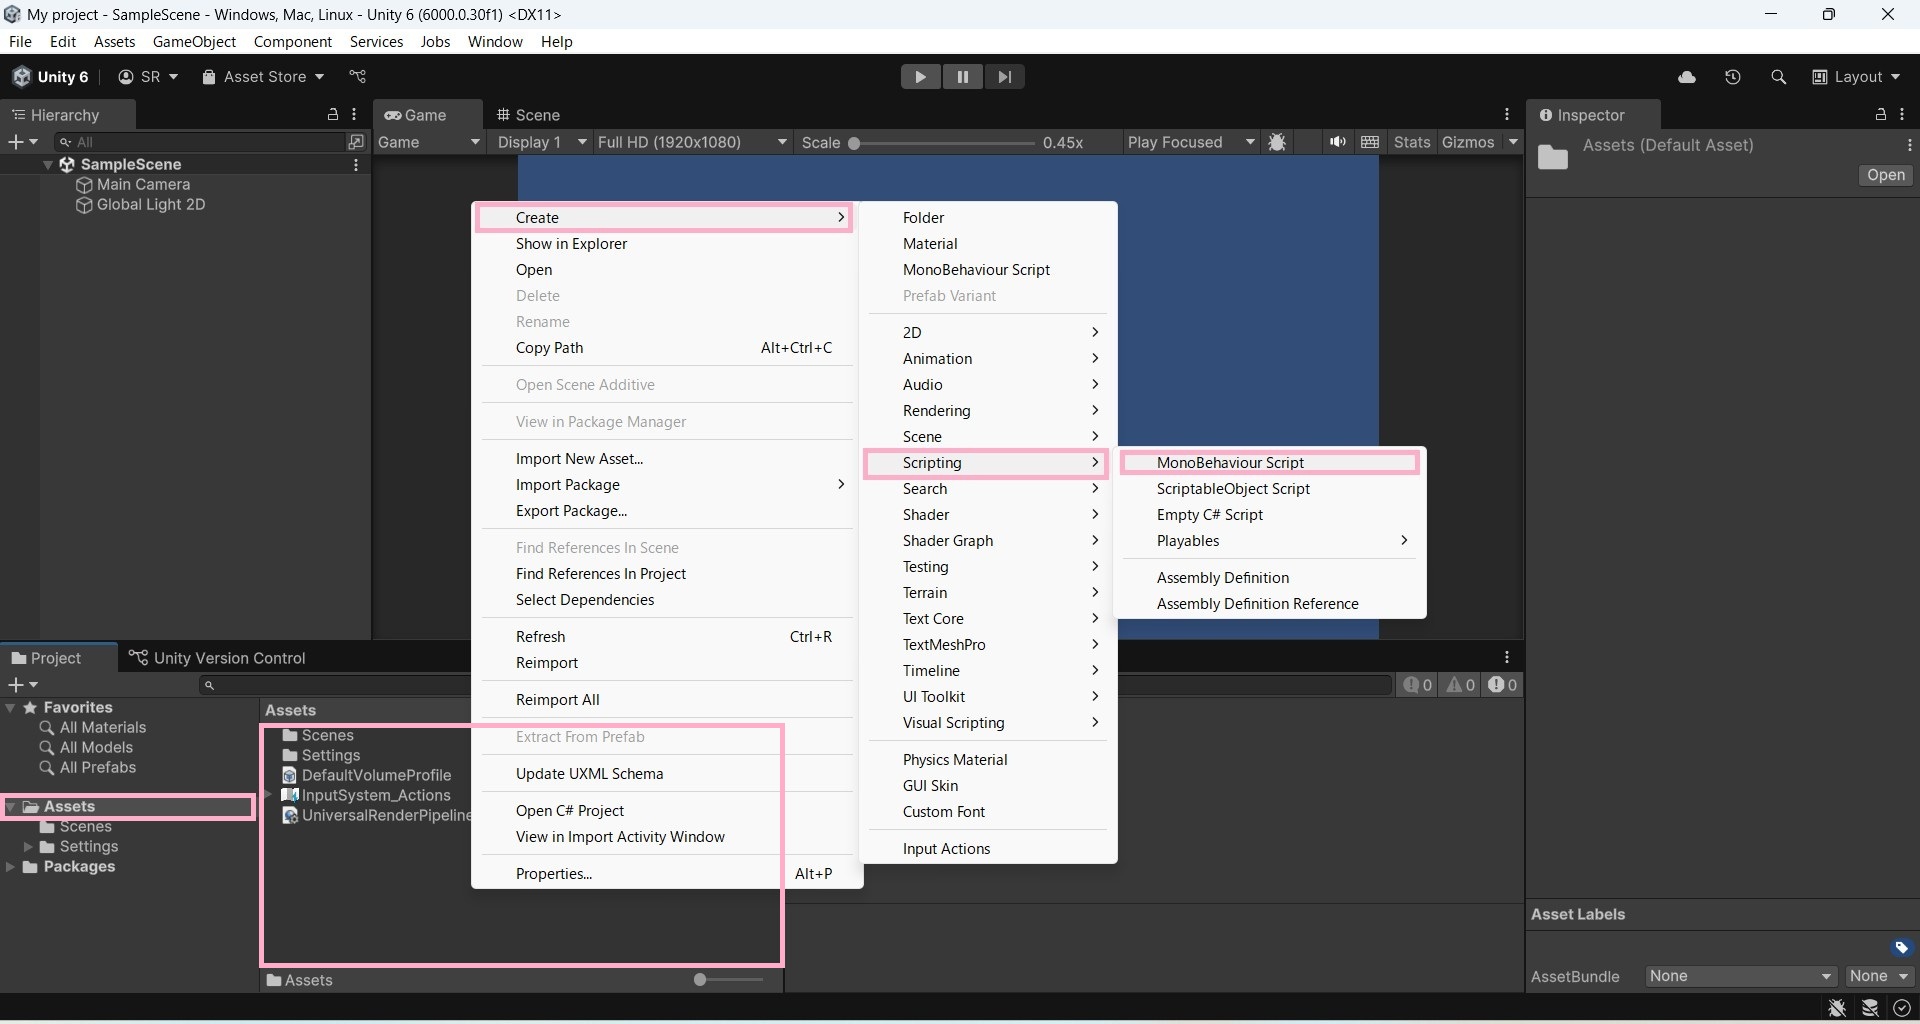 My project - SampleScene - Windows, Mac, Linux - Unity 6 (6000.0.30f1) <DX11>
File Edit Assets GameObject Component Services Jobs Window Help
Unity 6 SR Asset Store Layout
Hierarchy
All
SampleScene
Main Camera
Global Light 2D
Game Scene
Game Display 1 Full HD (1920x1080) Scale 0.45x Play Focused Stats Gizmos
Inspector
Assets (Default Asset)
Open
Create
Show in Explorer
Open
Delete
Rename
Copy Path Alt+Ctrl+C
Open Scene Additive
View in Package Manager
Import New Asset...
Import Package
Export Package...
Find References In Scene
Find References In Project
Select Dependencies
Refresh Ctrl+R
Reimport
Reimport All
Extract From Prefab
Update UXML Schema
Open C# Project
View in Import Activity Window
Properties... Alt+P
Folder
Material
MonoBehaviour Script
Prefab Variant
2D
Animation
Audio
Rendering
Scene
Scripting
Search
Shader
Shader Graph
Testing
Terrain
Text Core
TextMeshPro
Timeline
UI Toolkit
Visual Scripting
Physics Material
GUI Skin
Custom Font
Input Actions
MonoBehaviour Script
ScriptableObject Script
Empty C# Script
Playables
Assembly Definition
Assembly Definition Reference
Project Unity Version Control
0 0 0
Favorites
All Materials
All Models
All Prefabs
Assets
Scenes
Settings
Packages
Assets
Scenes
Settings
DefaultVolumeProfile
InputSystem_Actions
UniversalRenderPipeline
Assets
Asset Labels
AssetBundle None None